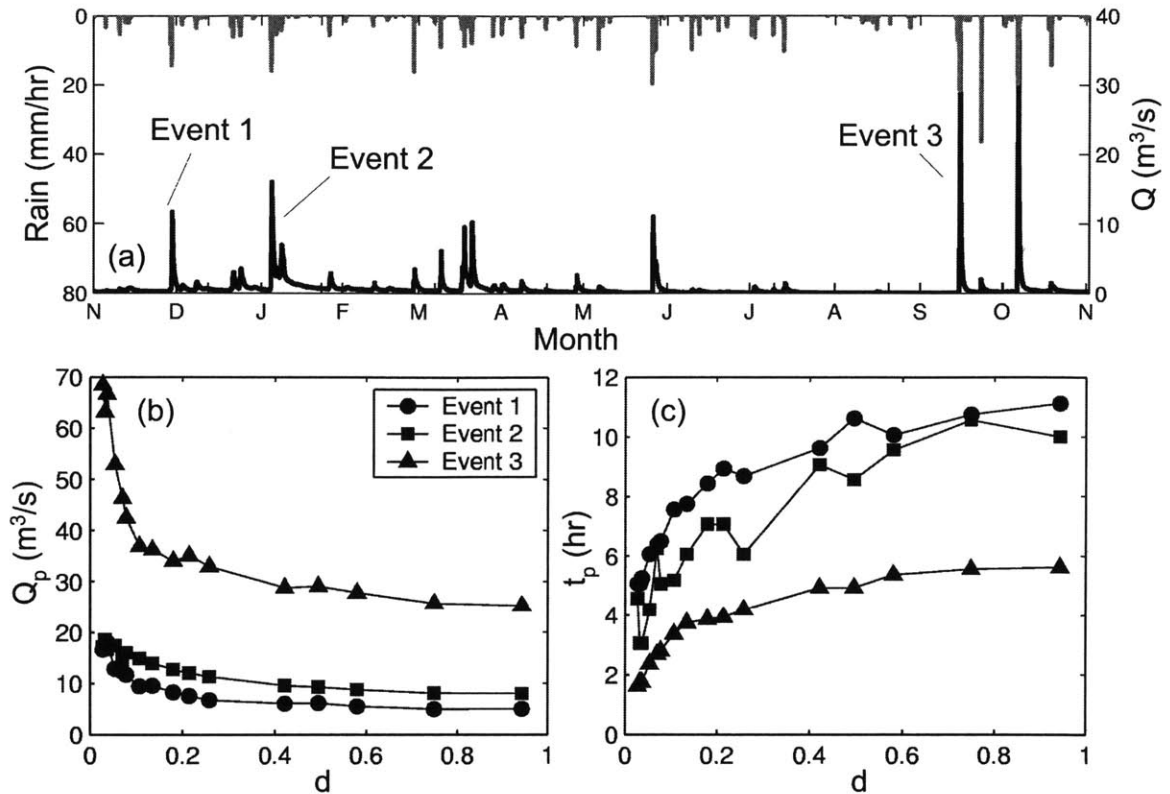 0
20
40
60
80
Rain (mm/hr)
Event 1
Event 2
Event 3
(a)
40
30
20
10
0
Q (m³/s)
N D J F M A M J J A S O N
Month
70
60
50
40
30
20
10
0
Qₚ (m³/s)
(b)
Event 1
Event 2
Event 3
0 0.2 0.4 0.6 0.8 1
d
12
10
8
6
4
2
0
tₚ (hr)
(c)
0 0.2 0.4 0.6 0.8 1
d